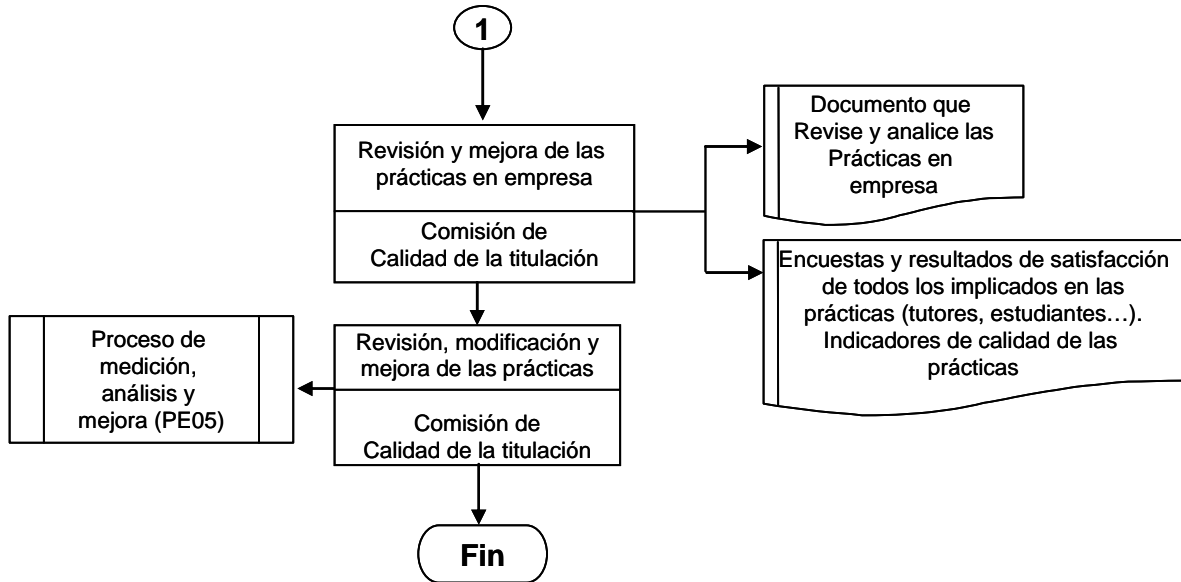 1
Revisión y mejora de las
prácticas en empresa
Comisión de
Calidad de la titulación
Documento que
Revise y analice las
Prácticas en
empresa
Encuestas y resultados de satisfacción
de todos los implicados en las
prácticas (tutores, estudiantes…).
Indicadores de calidad de las
prácticas
Proceso de
medición,
análisis y
mejora (PE05)
Revisión, modificación y
mejora de las prácticas
Comisión de
Calidad de la titulación
Fin